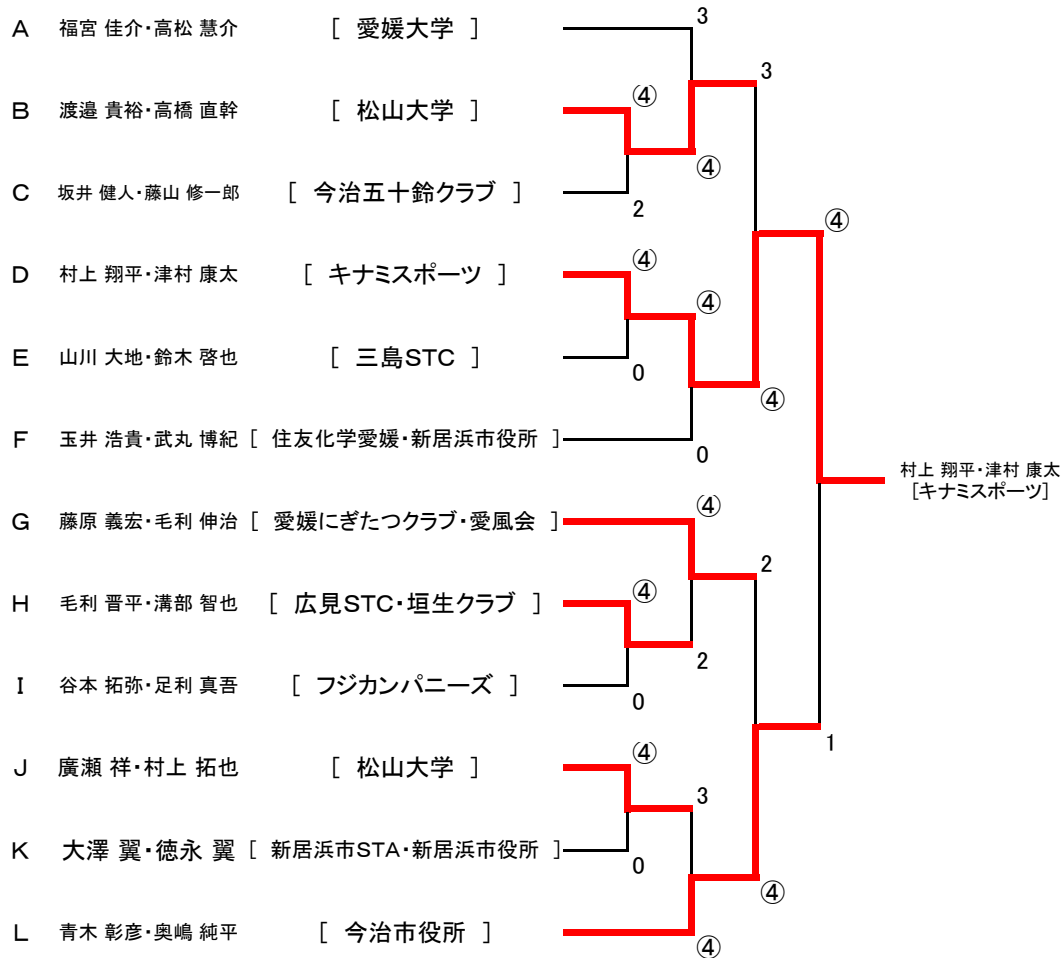 3
A 福宮 佳介・高松 慧介 [ 愛媛大学 ]
3
④
B 渡邉 貴裕・高橋 直幹 [ 松山大学 ]
④
C 坂井 健人・藤山 修一郎 [ 今治五十鈴クラブ ]
2
④
④
D 村上 翔平・津村 康太 [ キナミスポーツ ]
④
E 山川 大地・鈴木 啓也 [ 三島STC ]
0
④
F 玉井 浩貴・武丸 博紀 [ 住友化学愛媛・新居浜市役所 ]
0
村上 翔平・津村 康太
[キナミスポーツ]
④
G 藤原 義宏・毛利 伸治 [ 愛媛にぎたつクラブ・愛風会 ]
2
④
H 毛利 晋平・溝部 智也 [ 広見STC・垣生クラブ ]
2
I 谷本 拓弥・足利 真吾 [ フジカンパニーズ ]
0
1
④
J 廣瀬 祥・村上 拓也 [ 松山大学 ]
3
K 大澤 翼・徳永 翼 [ 新居浜市STA・新居浜市役所 ]
0
④
L 青木 彰彦・奥嶋 純平 [ 今治市役所 ]
④